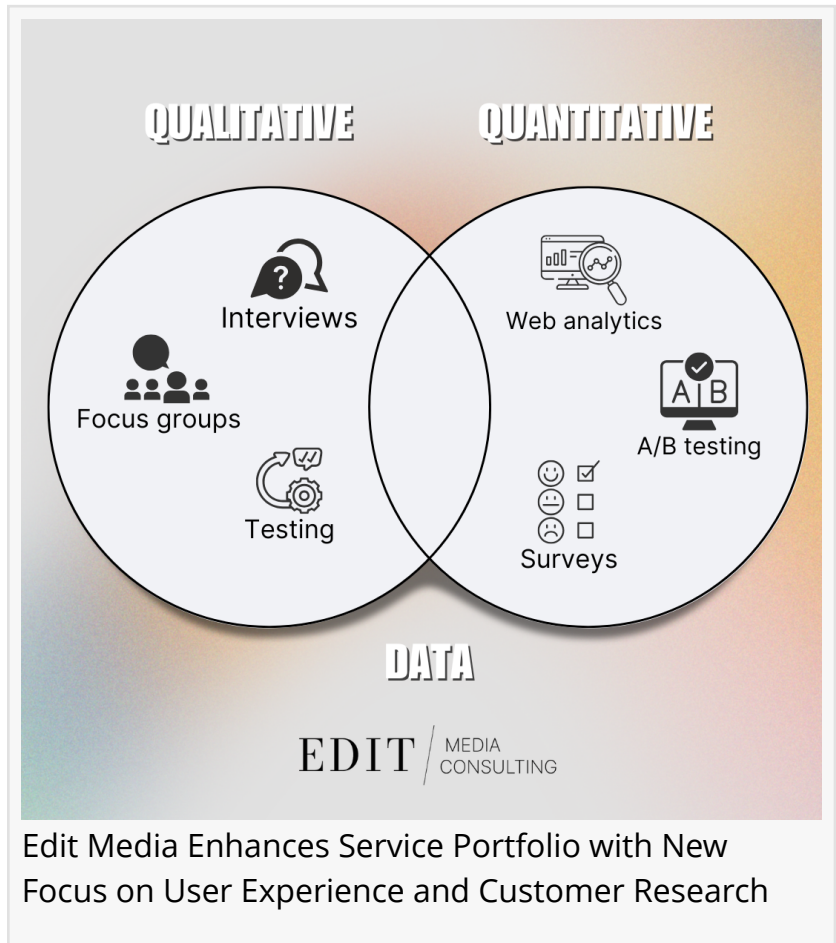 QUALITATIVE QUANTITATIVE
?
Interviews
Web analytics
Focus groups
A B
A/B testing
Testing
Surveys
DATA
EDIT MEDIA
CONSULTING
Edit Media Enhances Service Portfolio with New
Focus on User Experience and Customer Research